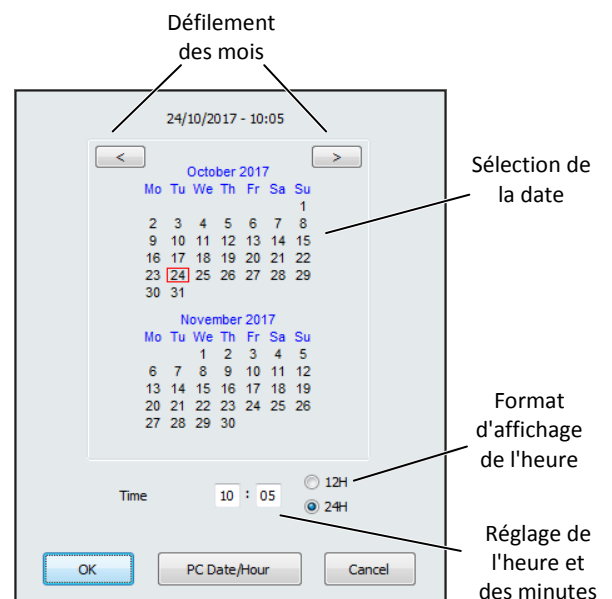 Défilement
des mois
24/10/2017 - 10:05
< >
October 2017
Mo Tu We Th Fr Sa Su
1
2 3 4 5 6 7 8
9 10 11 12 13 14 15
16 17 18 19 20 21 22
23 24 25 26 27 28 29
30 31
November 2017
Mo Tu We Th Fr Sa Su
1 2 3 4 5
6 7 8 9 10 11 12
13 14 15 16 17 18 19
20 21 22 23 24 25 26
27 28 29 30
Sélection de
la date
Time 10 : 05
12H
24H
Format
d'affichage
de l'heure
OK PC Date/Hour Cancel
Réglage de
l'heure et
des minutes